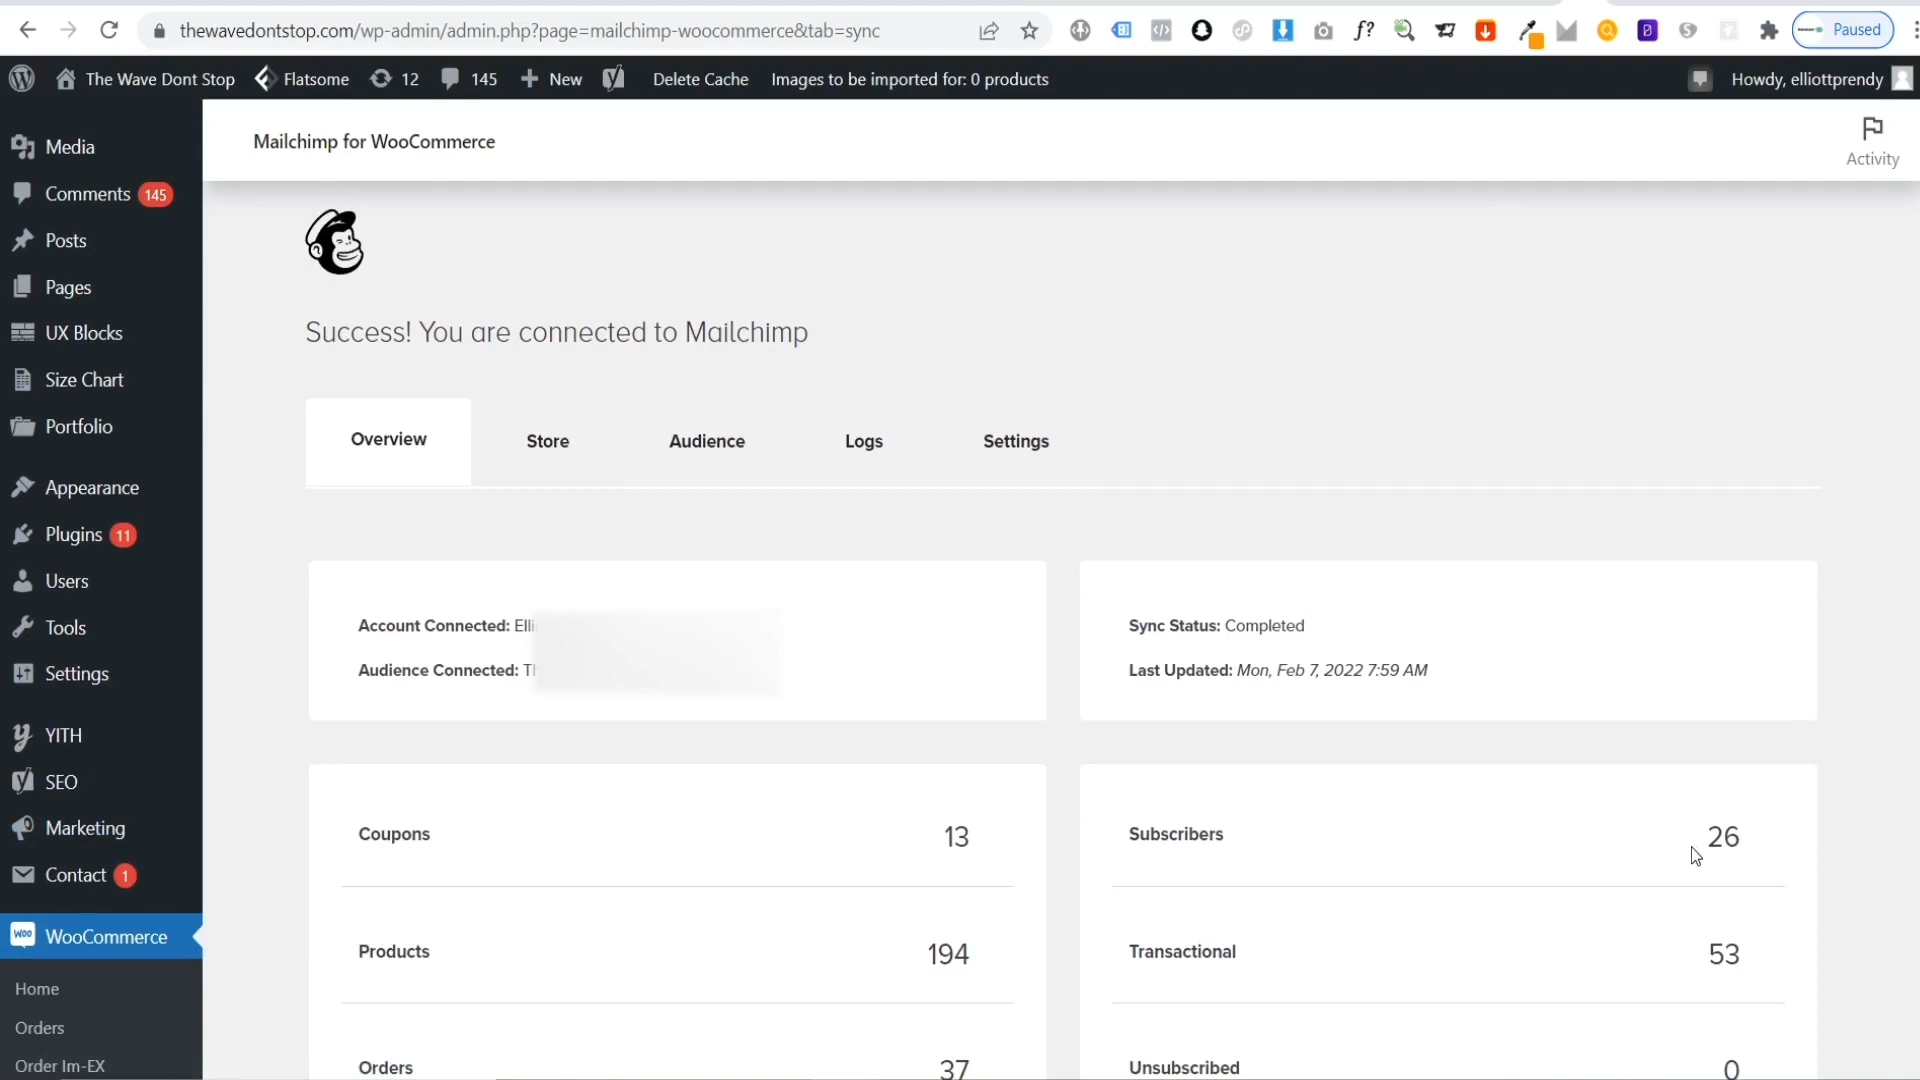 thewavedontstop.com/wp-admin/admin.php?page=mailchimp-woocommerce&tab=sync
f?
Paused
The Wave Dont Stop
Flatsome
12
145
New
Delete Cache
Images to be imported for: 0 products
Howdy, elliottprendy
Media
Comments 145
Posts
Pages
UX Blocks
Size Chart
Portfolio
Appearance
Plugins 11
Users
Tools
Settings
YITH
SEO
Marketing
Contact 1
WOO WooCommerce
Home
Orders
Order Im-EX
Mailchimp for WooCommerce
Activity
Success! You are connected to Mailchimp
Overview
Store
Audience
Logs
Settings
Account Connected: Elli
Audience Connected: Th
Sync Status: Completed
Last Updated: Mon, Feb 7, 2022 7:59 AM
Coupons 13
Products 194
Orders 37
Subscribers 26
Transactional 53
Unsubscribed 0